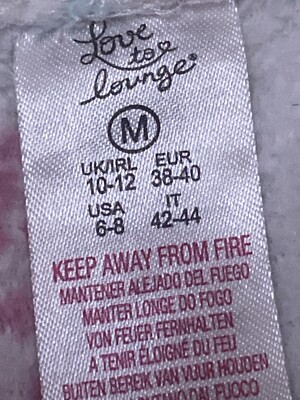 Love
to
lounge
M
UK/IRL EUR
10-12 38-40
USA IT
6-8 42-44
KEEP AWAY FROM FIRE
MANTENER ALEJADO DEL FUEGO
MANTER LONGE DO FOGO
VON FEUER FERNHALTEN
A TENIR ÉLOIGNÉ DU FEU
BUITEN BEREIK VAN VUUR HOUDEN
DAL FUOCO